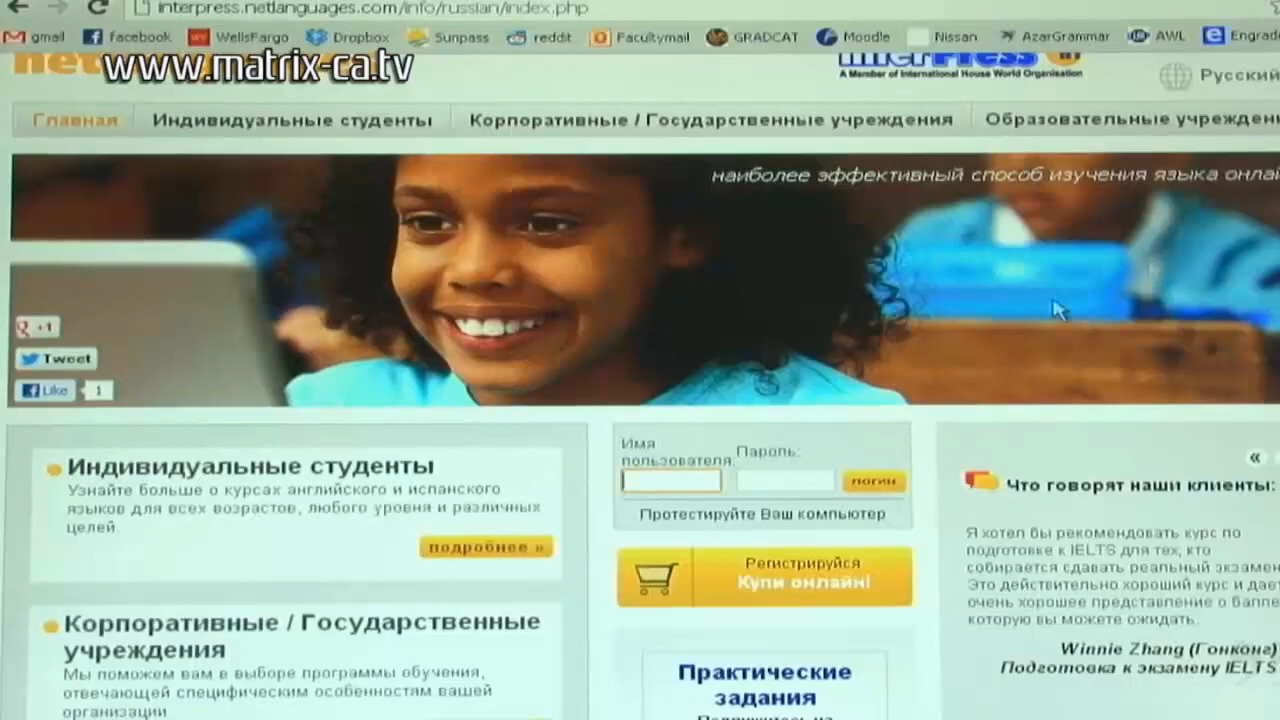 interpress.netlanguages.com/info/russian/index.php
gmail facebook WellsFargo Dropbox Sunpass reddit Facultymail GRADCAT Moodle Nissan AzarGrammar AWL Engrade
www.matrix-ca.tv
InterPress
A Member of International House World Organisation
Русский
Главная Индивидуальные студенты Корпоративные / Государственные учреждения Образовательные учрежден
наиболее эффективный способ изучения языка онла
+1
Tweet
Like 1
Индивидуальные студенты
Узнайте больше о курсах английского и испанского
языков для всех возрастов, любого уровня и различных
целей.
подробнее »
Корпоративные / Государственные
учреждения
Мы поможем вам в выборе программы обучения,
отвечающей специфическим особенностям вашей
организации
Имя
пользователя:
Пароль:
логин
Протестируйте Ваш компьютер
Регистрируйся
Купи онлайн!
Практические
задания
«
Что говорят наши клиенты:
Я хотел бы рекомендовать курс по
подготовке к IELTS для тех, кто
собирается сдавать реальный экзамен
Это действительно хороший курс и дает
очень хорошее представление о балле
которую вы можете ожидать.
Winnie Zhang (Гонконг)
Подготовка к экзамену IELTS